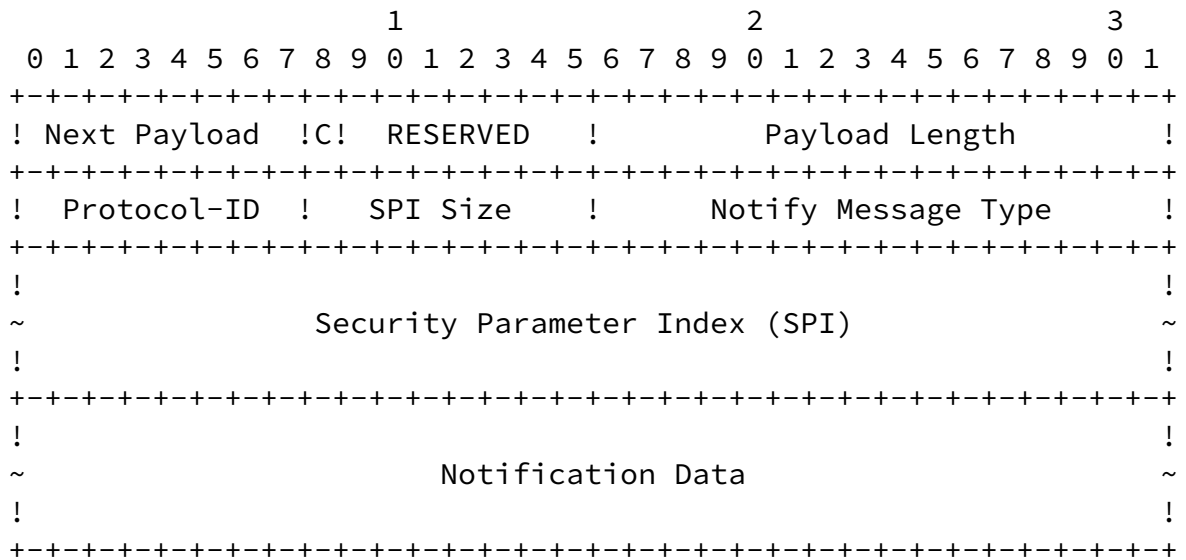 1                   2                   3
 0 1 2 3 4 5 6 7 8 9 0 1 2 3 4 5 6 7 8 9 0 1 2 3 4 5 6 7 8 9 0 1
+-+-+-+-+-+-+-+-+-+-+-+-+-+-+-+-+-+-+-+-+-+-+-+-+-+-+-+-+-+-+-+-+
! Next Payload  !C!  RESERVED   !         Payload Length        !
+-+-+-+-+-+-+-+-+-+-+-+-+-+-+-+-+-+-+-+-+-+-+-+-+-+-+-+-+-+-+-+-+
!  Protocol-ID  !   SPI Size    !      Notify Message Type      !
+-+-+-+-+-+-+-+-+-+-+-+-+-+-+-+-+-+-+-+-+-+-+-+-+-+-+-+-+-+-+-+-+
!                                                               !
~                Security Parameter Index (SPI)                 ~
!                                                               !
+-+-+-+-+-+-+-+-+-+-+-+-+-+-+-+-+-+-+-+-+-+-+-+-+-+-+-+-+-+-+-+-+
!                                                               !
~                       Notification Data                       ~
!                                                               !
+-+-+-+-+-+-+-+-+-+-+-+-+-+-+-+-+-+-+-+-+-+-+-+-+-+-+-+-+-+-+-+-+